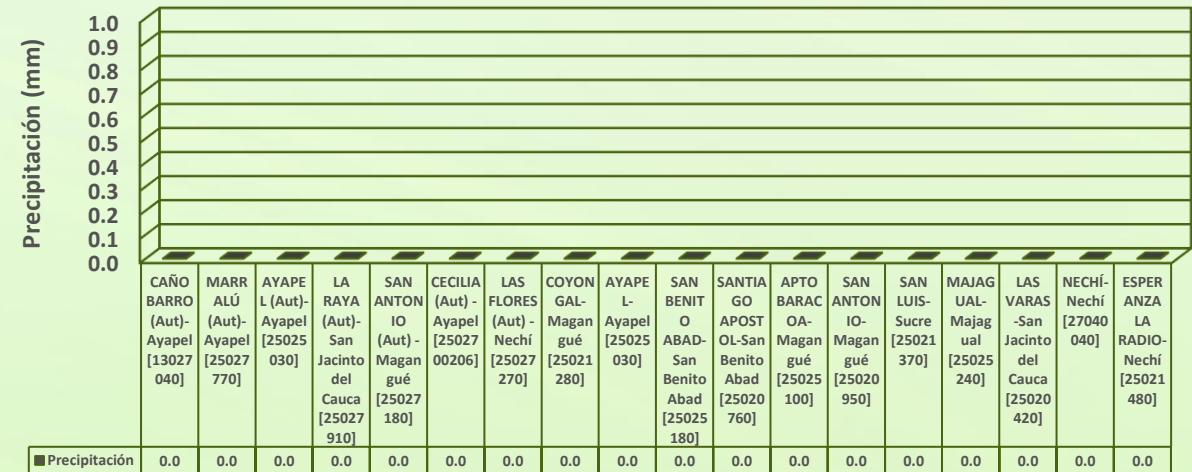 Precipitación (mm)
1.0
0.9
0.8
0.7
0.6
0.5
0.4
0.3
0.2
0.1
0.0
CAÑO
BARRO
(Aut)-
Ayapel
[13027
040]
MARR
ALÚ
(Aut)-
Ayapel
[25027
770]
AYAPE
L (Aut)-
Ayapel
[25025
030]
LA
RAYA
(Aut)-
San
Jacinto
del
Cauca
[25027
910]
SAN
ANTON
IO
(Aut) -
Magan
gué
[25027
180]
CECILIA
(Aut) -
Ayapel
[25027
00206]
LAS
FLORES
(Aut) -
Nechí
[25027
270]
COYON
GAL-
Magan
gué
[25021
280]
AYAPE
L-
Ayapel
[25025
030]
SAN
BENIT
O
ABAD-
San
Benito
Abad
[25025
180]
SANTIA
GO
APOST
OL-San
Benito
Abad
[25020
760]
APTO
BARAC
OA-
Magan
gué
[25025
100]
SAN
ANTON
IO-
Magan
gué
[25020
950]
SAN
LUIS-
Sucre
[25021
370]
MAJAG
UAL-
Majag
ual
[25025
240]
LAS
VARAS
-San
Jacinto
del
Cauca
[25020
420]
NECHÍ-
Nechí
[27040
040]
ESPER
ANZA
LA
RADIO-
Nechí
[25021
480]
Precipitación 0.0 0.0 0.0 0.0 0.0 0.0 0.0 0.0 0.0 0.0 0.0 0.0 0.0 0.0 0.0 0.0 0.0 0.0